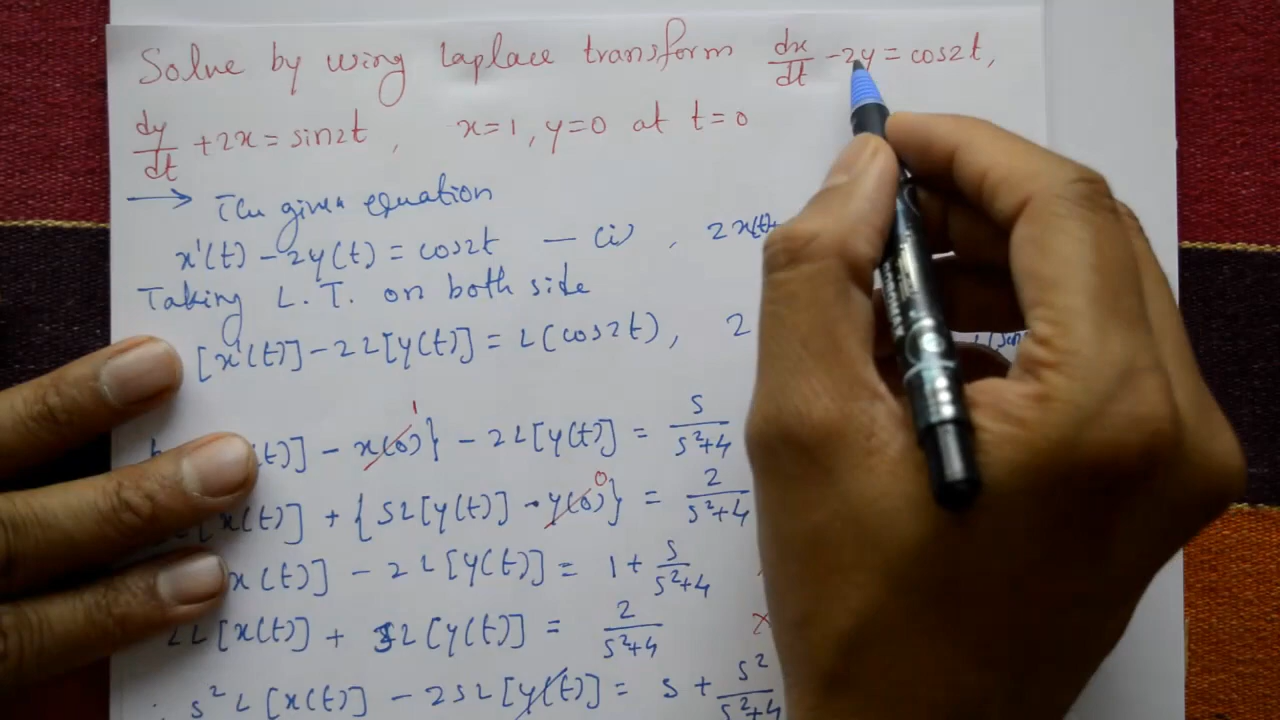 Solve by using laplace transform dx/dt - 2y = cos2t,
dy/dt + 2x = sin2t, x=1, y=0 at t=0
→ The given equation
x'(t) - 2y(t) = cos2t — (i), 2x(t)+
Taking L.T. on both side
[x'(t)] - 2L[y(t)] = L(cos2t), 2
(t)] - x(0)} - 2L[y(t)] = s/s²+4
1
[x(t)] + {sL[y(t)] - y(0)} = 2/s²+4
0
x(t)] - 2L[y(t)] = 1 + s/s²+4
L[x(t)] + sL[y(t)] = 2/s²+4
s²L[x(t)] - 2sL[y(t)] = s + s²/s²+4